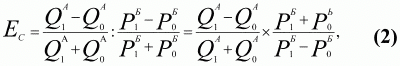 E_C = \frac{Q_1^A - Q_0^A}{Q_1^A + Q_0^A} : \frac{P_1^Б - P_0^Б}{P_1^Б + P_0^Б} = \frac{Q_1^A - Q_0^A}{Q_1^A + Q_0^A} \times \frac{P_1^Б + P_0^Ь}{P_1^Б - P_0^Б}, (2)